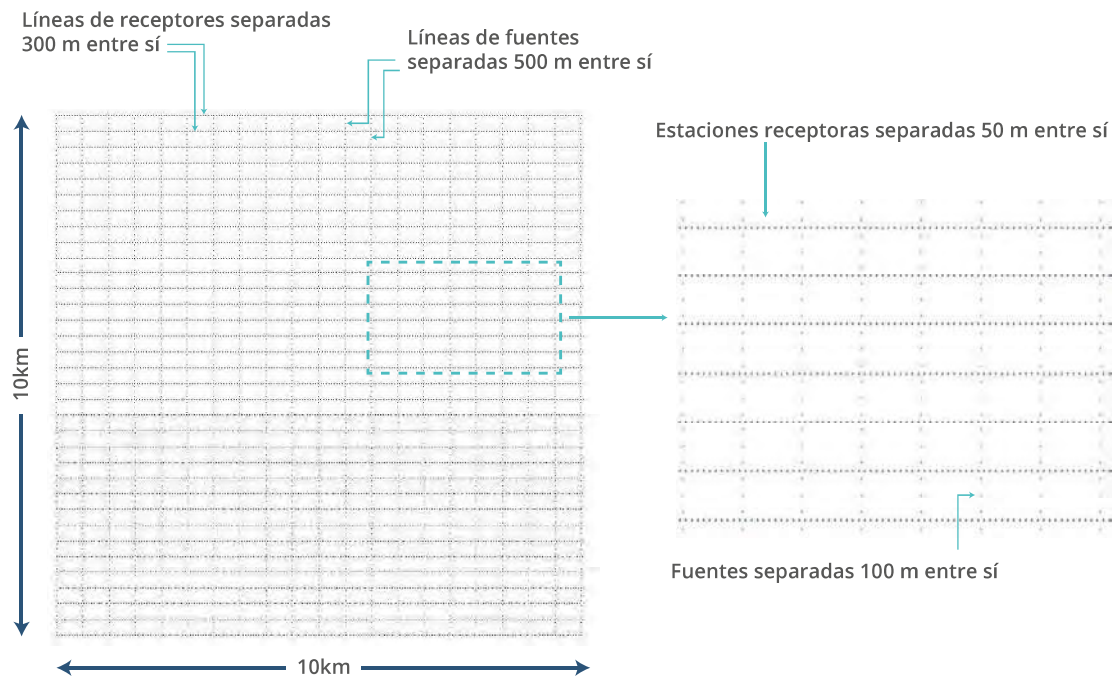 Líneas de receptores separadas
300 m entre sí
Líneas de fuentes
separadas 500 m entre sí
Estaciones receptoras separadas 50 m entre sí
10km
Fuentes separadas 100 m entre sí
10km